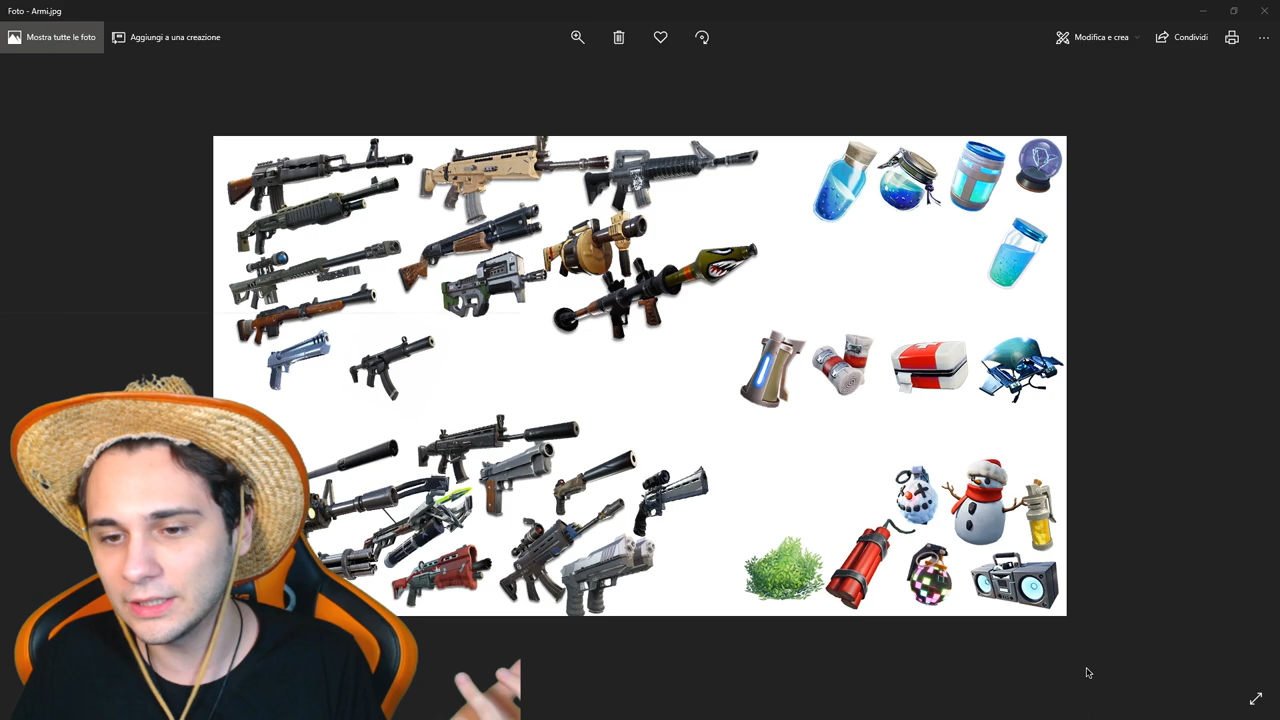 Foto - Armi.jpg
Mostra tutte le foto
Aggiungi a una creazione
Modifica e crea
Condividi